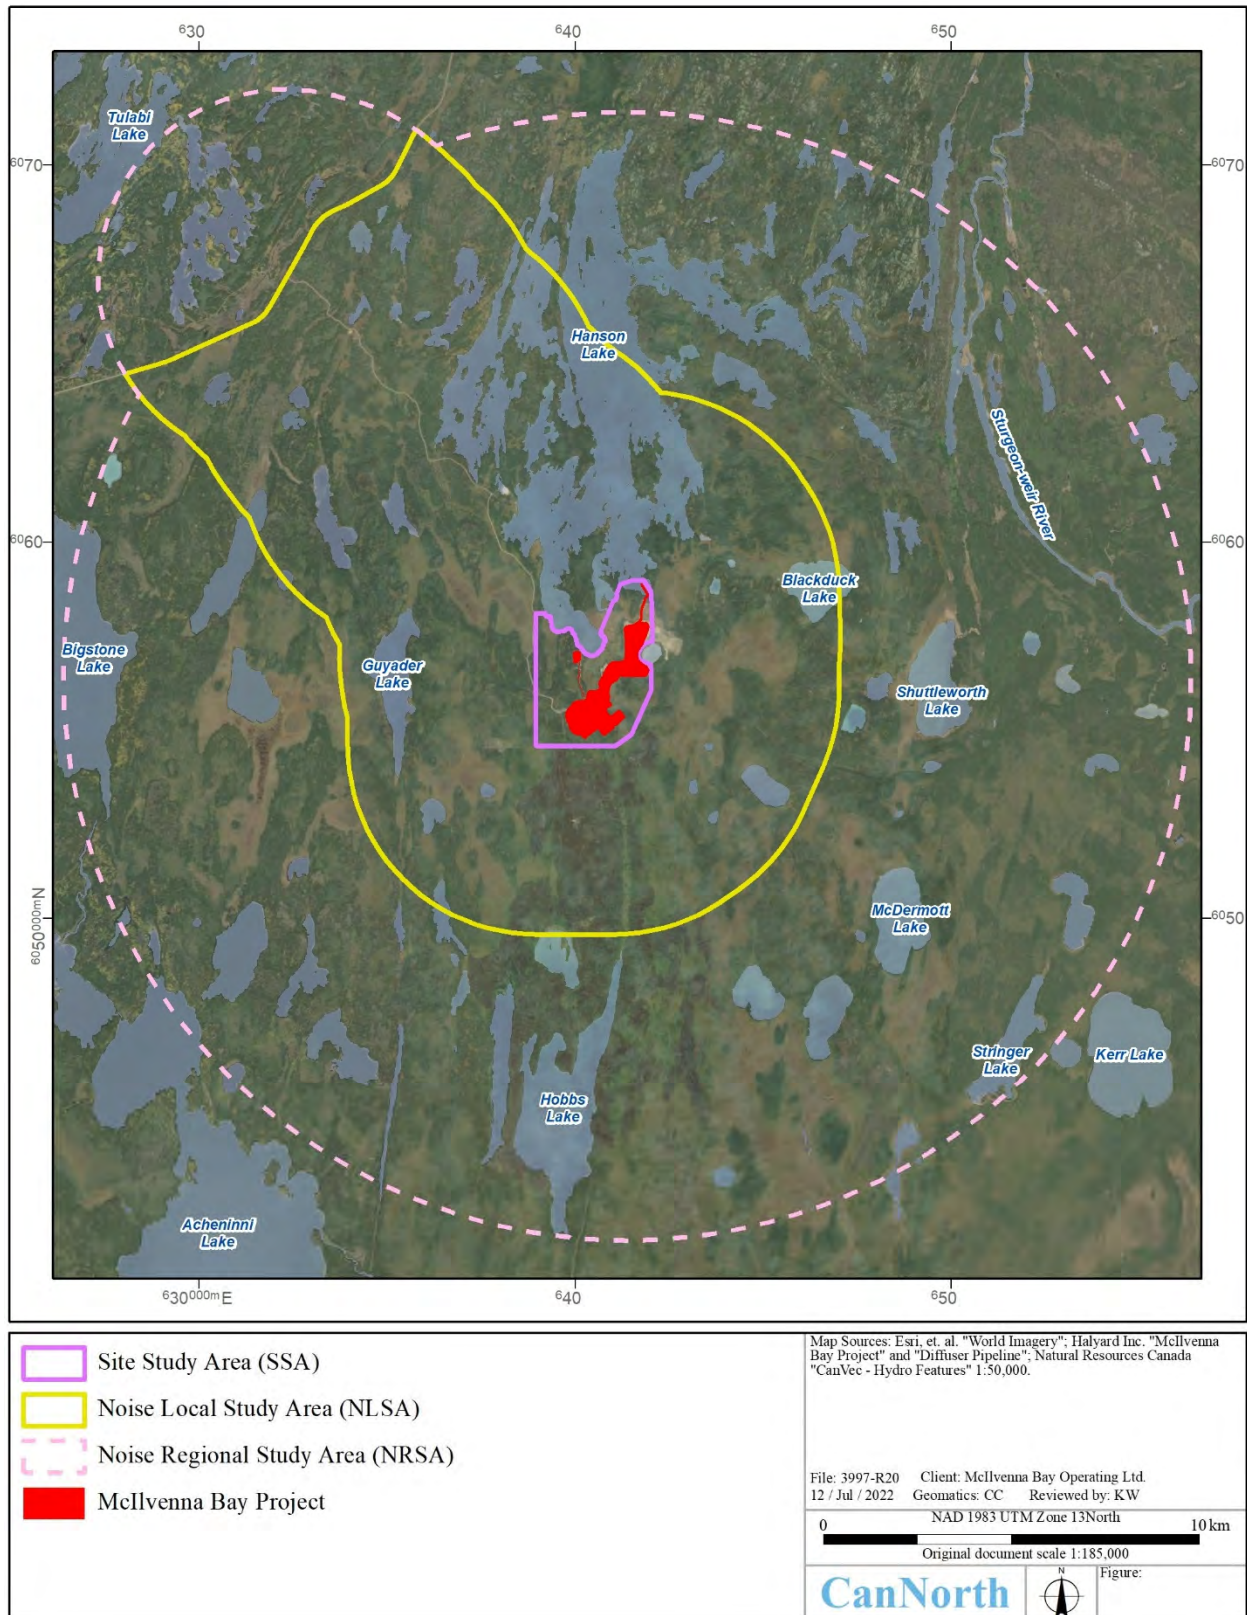 630
640
650
Tulabi
Lake
6070
6070
Hanson
Lake
Sturgeon-weir River
6060
6060
Blackduck
Lake
Bigstone
Lake
Guyader
Lake
Shuttleworth
Lake
McDermott
Lake
6050000mN
6050
Stringer
Lake
Kerr Lake
Hobbs
Lake
Acheninni
Lake
630000mE
640
650
Site Study Area (SSA)
Noise Local Study Area (NLSA)
Noise Regional Study Area (NRSA)
McIlvenna Bay Project
Map Sources: Esri, et. al. "World Imagery"; Halyard Inc. "McIlvenna
Bay Project" and "Diffuser Pipeline"; Natural Resources Canada
"CanVec - Hydro Features" 1:50,000.
File: 3997-R20 Client: McIlvenna Bay Operating Ltd.
12 / Jul / 2022 Geomatics: CC Reviewed by: KW
NAD 1983 UTM Zone 13North
0 10 km
Original document scale 1:185,000
CanNorth
N
Figure: